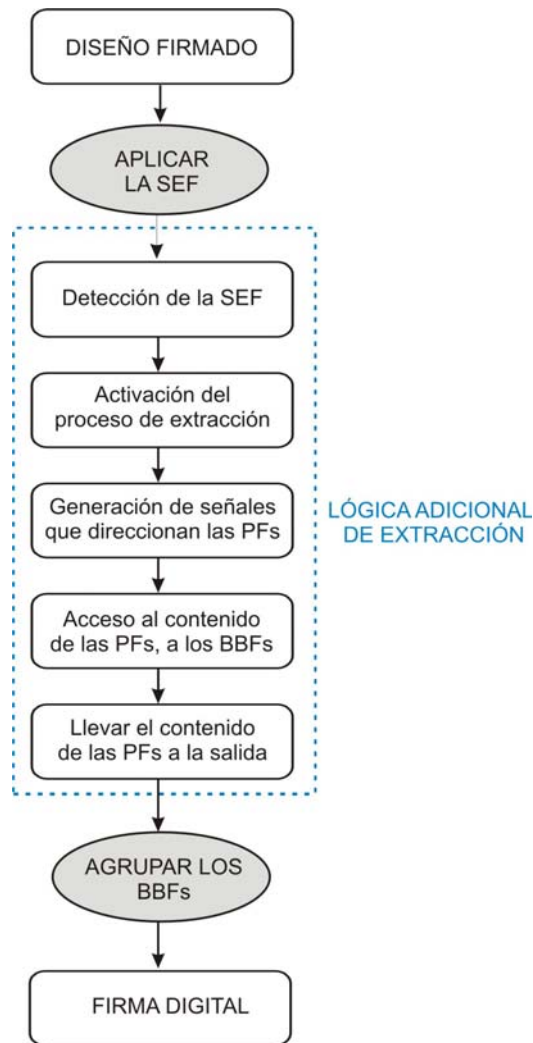 DISEÑO FIRMADO
APLICAR
LA SEF
Detección de la SEF
Activación del
proceso de extracción
Generación de señales
que direccionan las PFs
LÓGICA ADICIONAL
DE EXTRACCIÓN
Acceso al contenido
de las PFs, a los BBFs
Llevar el contenido
de las PFs a la salida
AGRUPAR LOS
BBFs
FIRMA DIGITAL